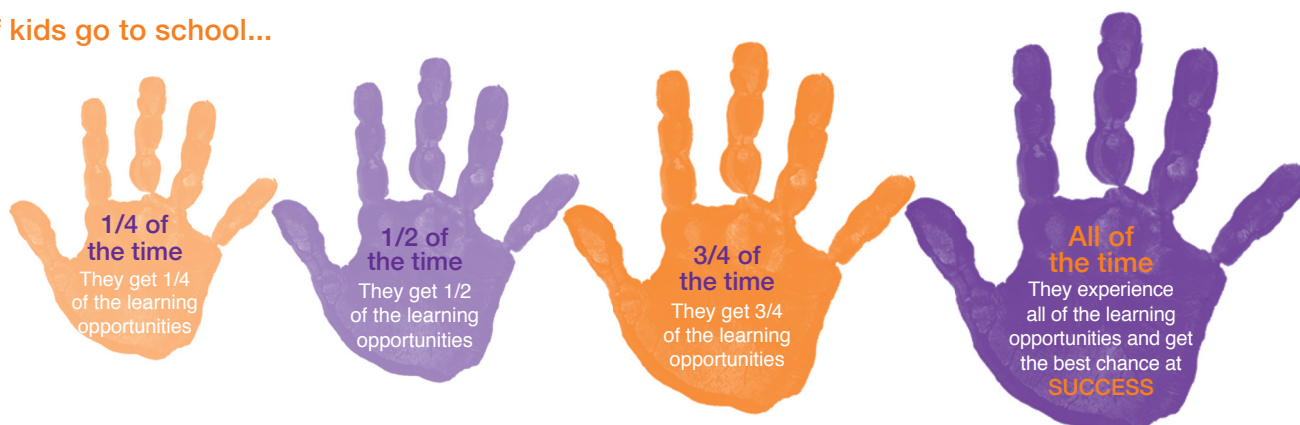 kids go to school...
1/4 of
the time
They get 1/4
of the learning
opportunities
1/2 of
the time
They get 1/2
of the learning
opportunities
3/4 of
the time
They get 3/4
of the learning
opportunities
All of
the time
They experience
all of the learning
opportunities and get
the best chance at
SUCCESS